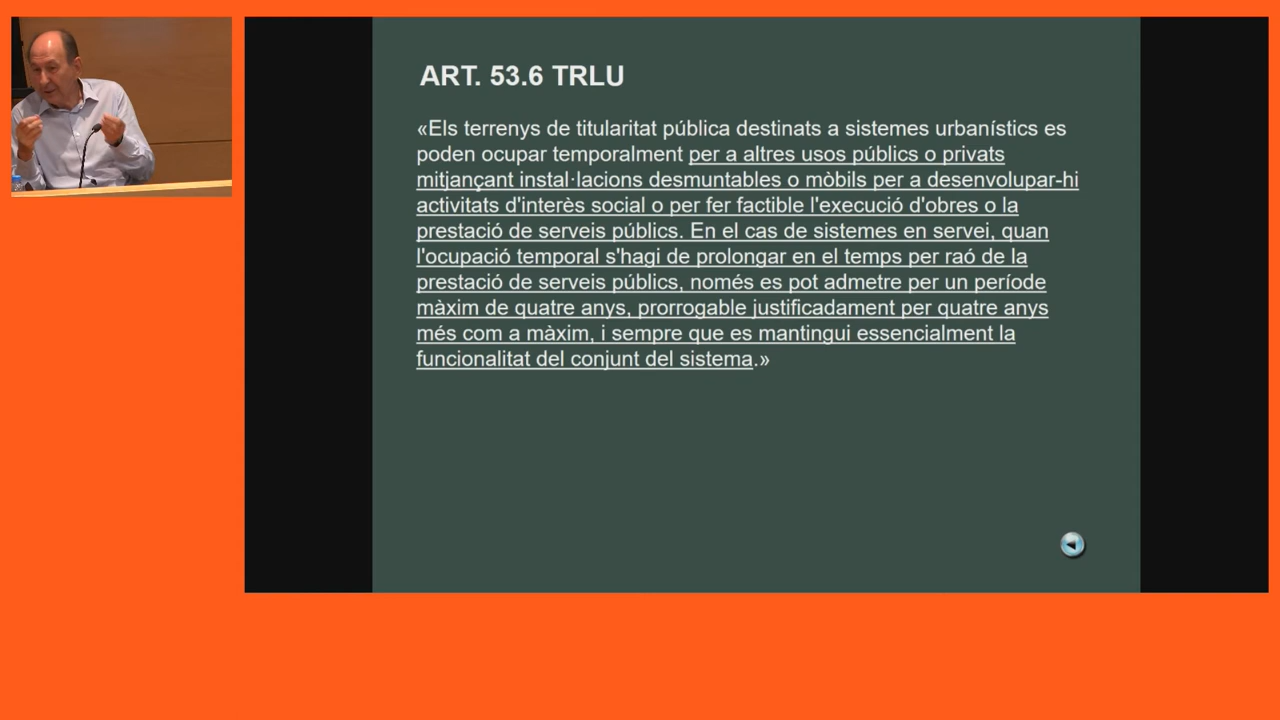 ART. 53.6 TRLU
«Els terrenys de titularitat pública destinats a sistemes urbanístics es
poden ocupar temporalment per a altres usos públics o privats
mitjançant instal·lacions desmuntables o mòbils per a desenvolupar-hi
activitats d'interès social o per fer factible l'execució d'obres o la
prestació de serveis públics. En el cas de sistemes en servei, quan
l'ocupació temporal s'hagi de prolongar en el temps per raó de la
prestació de serveis públics, només es pot admetre per un període
màxim de quatre anys, prorrogable justificadament per quatre anys
més com a màxim, i sempre que es mantingui essencialment la
funcionalitat del conjunt del sistema.»